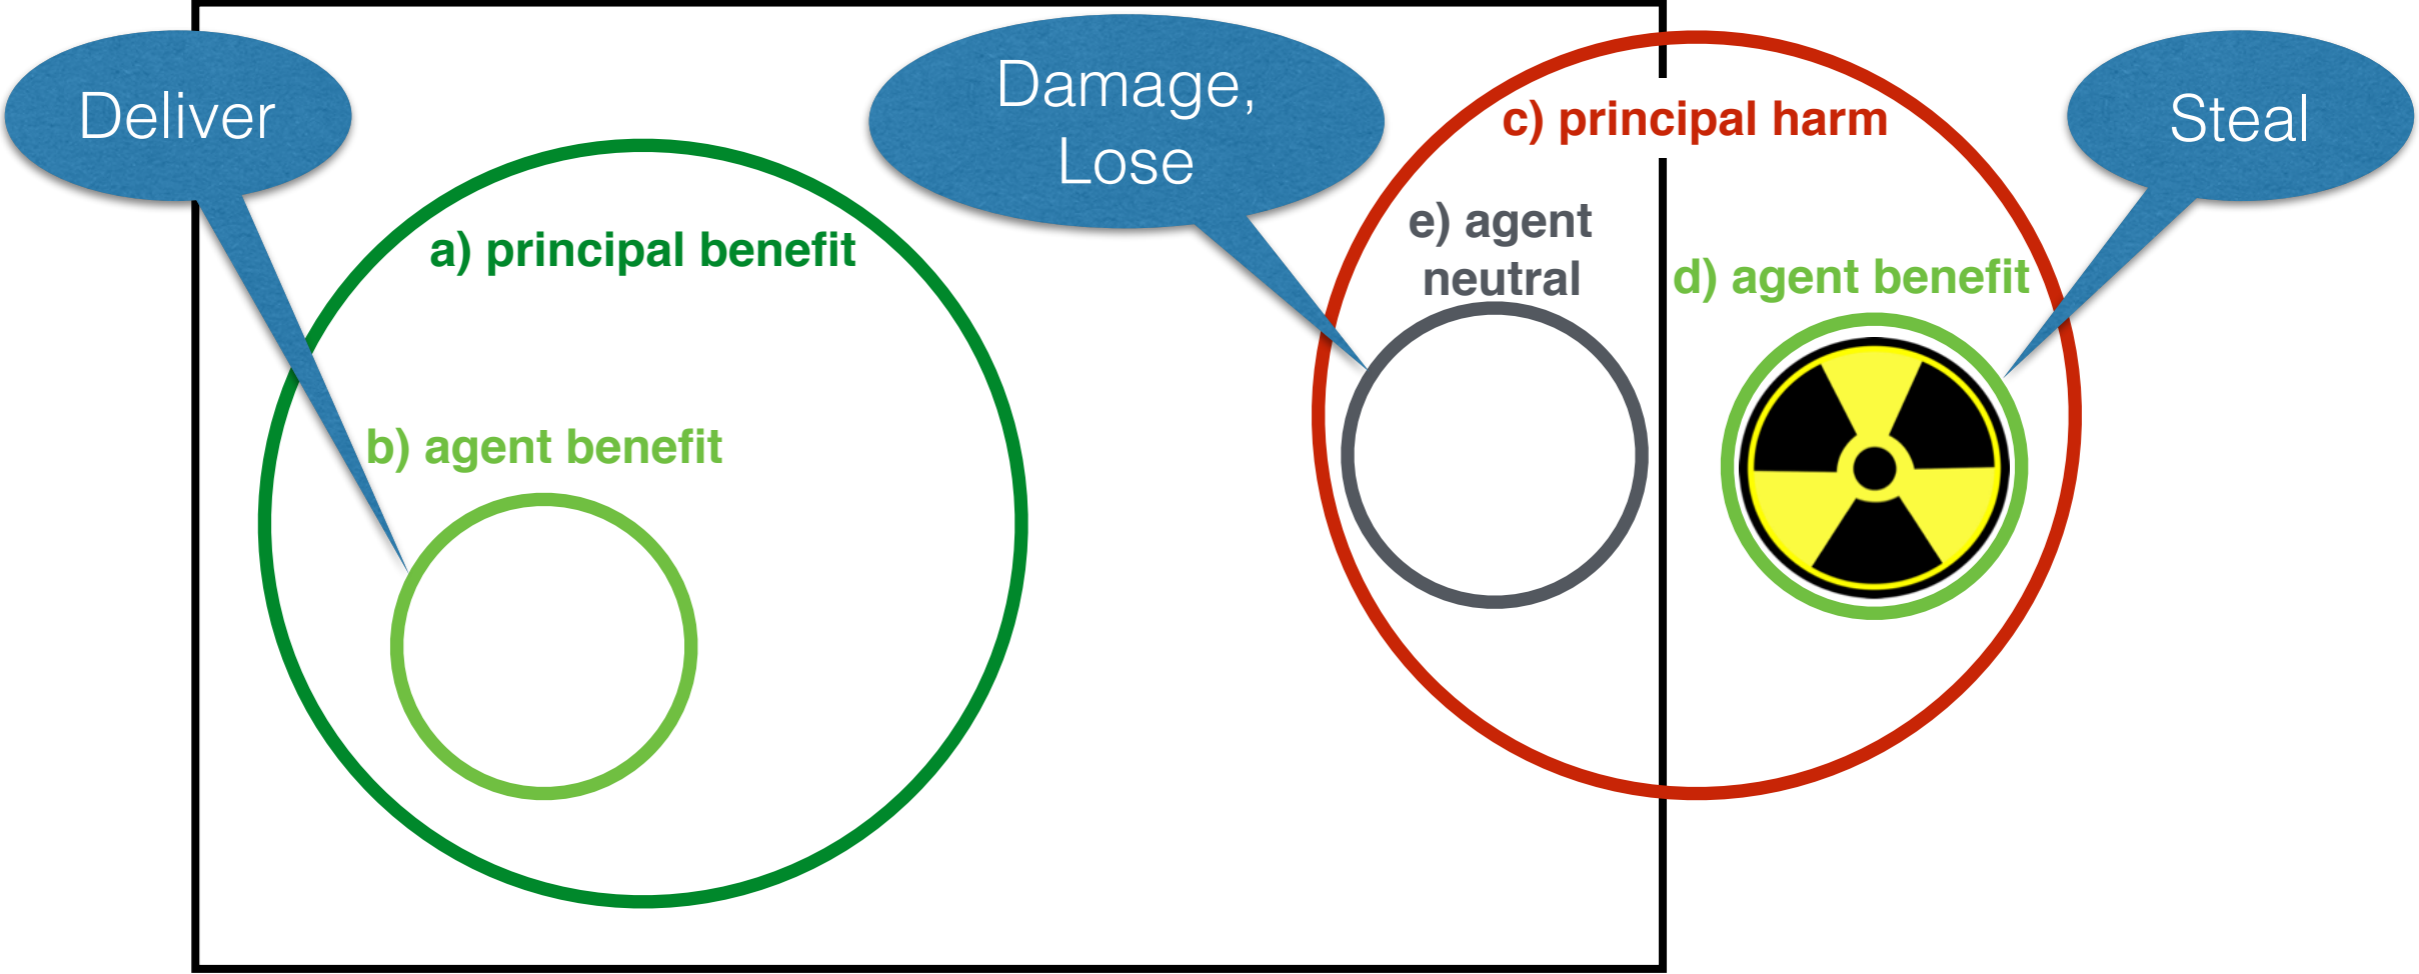 Deliver
Damage,
Lose
Steal
a) principal benefit
b) agent benefit
c) principal harm
e) agent
neutral
d) agent benefit